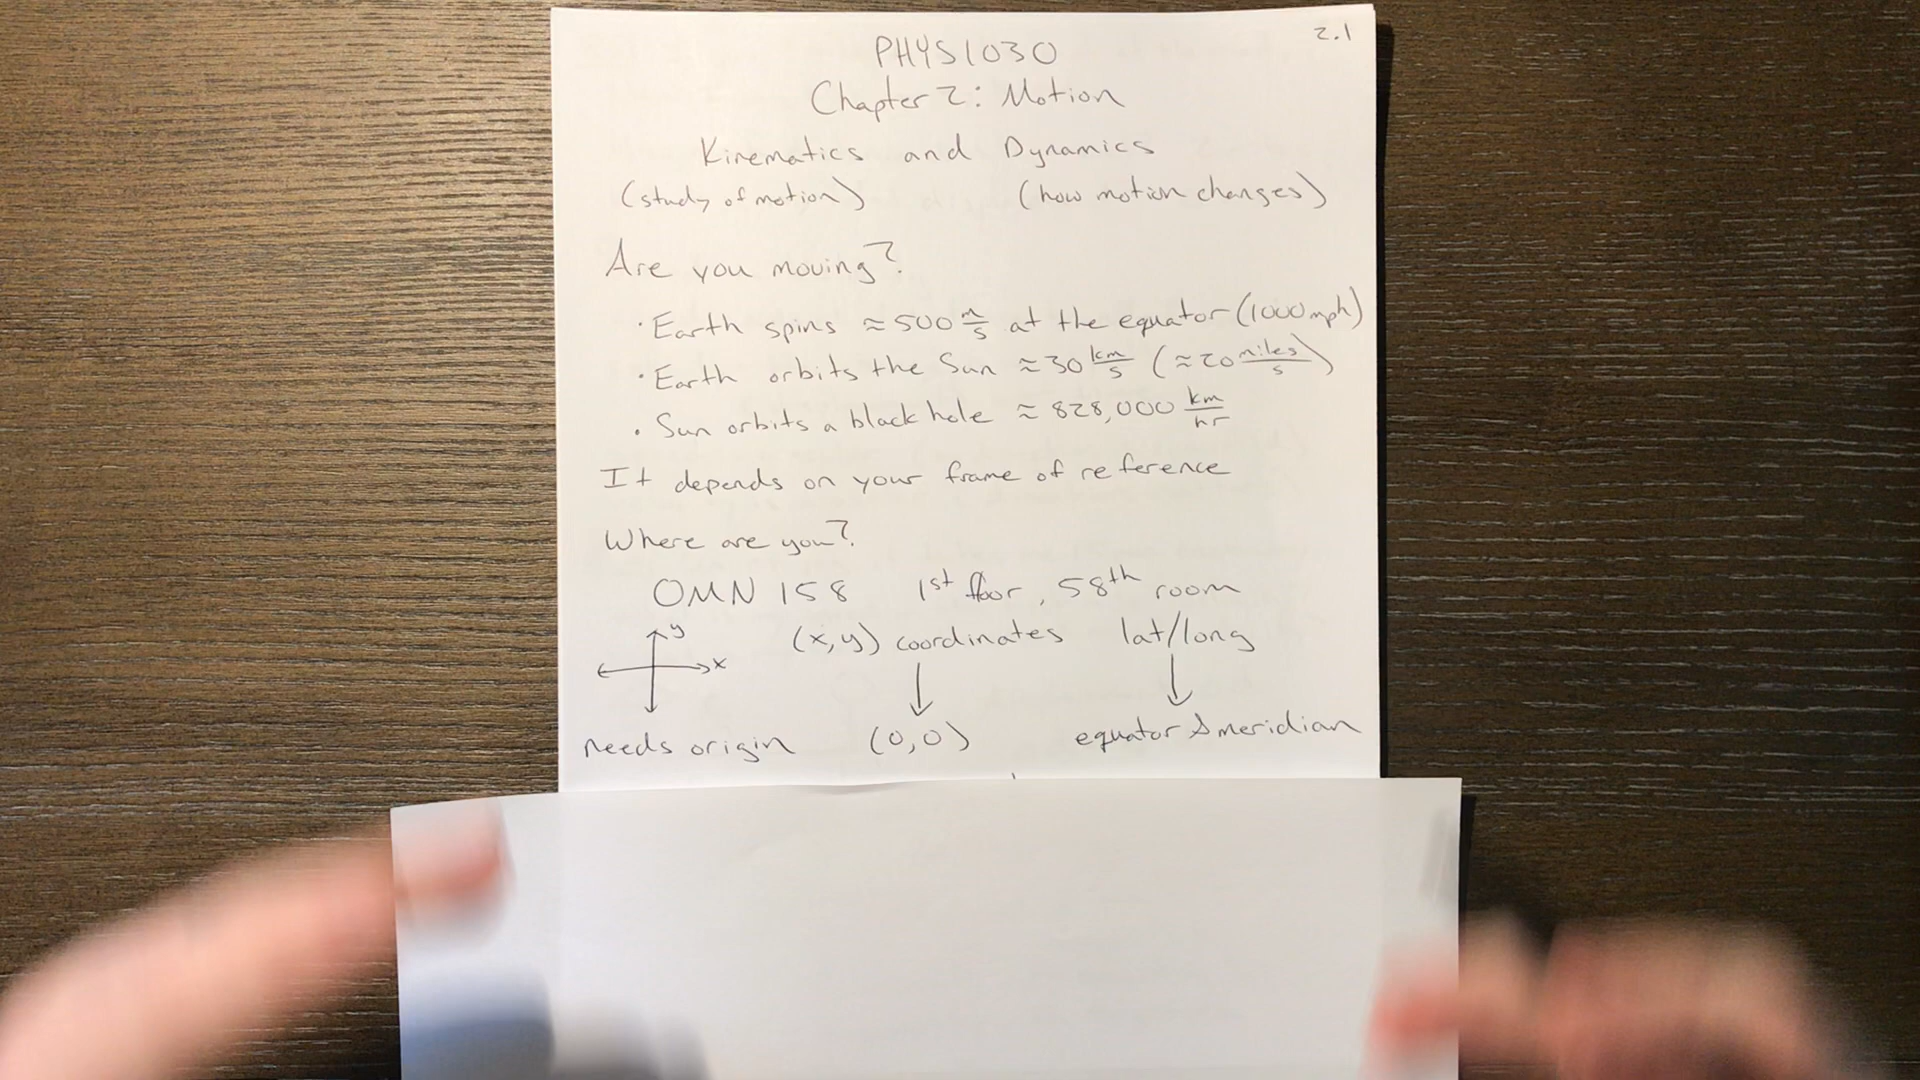 2.1
PHYS1030
Chapter 2: Motion
Kinematics and Dynamics
(study of motion) (how motion changes)
Are you moving?
· Earth spins ≈ 500 m/s at the equator (1000 mph)
· Earth orbits the Sun ≈ 30 km/s (≈ 20 miles/s)
· Sun orbits a black hole ≈ 828,000 km/hr
It depends on your frame of reference
Where are you?
OMN 158 1st floor, 58th room
y
(x,y) coordinates lat/long
x
needs origin (0,0) equator & meridian